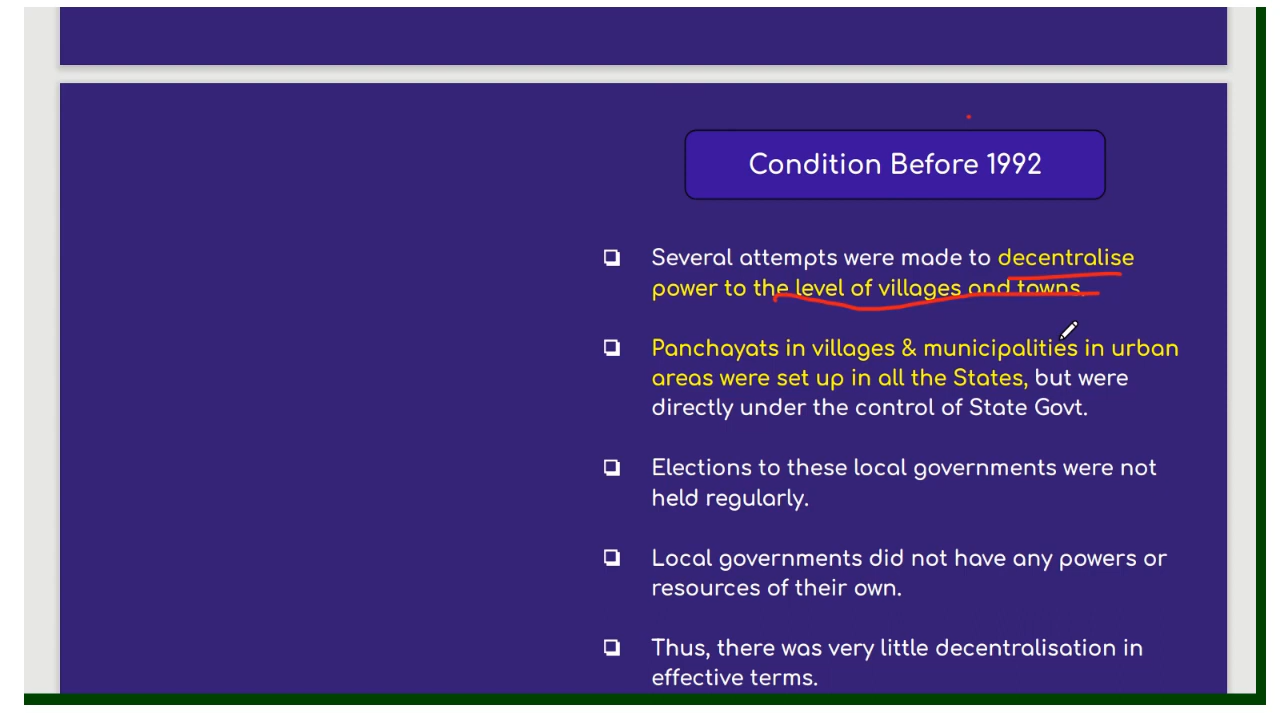 Condition Before 1992
Several attempts were made to decentralise
power to the level of villages and towns.
Panchayats in villages & municipalities in urban
areas were set up in all the States, but were
directly under the control of State Govt.
Elections to these local governments were not
held regularly.
Local governments did not have any powers or
resources of their own.
Thus, there was very little decentralisation in
effective terms.